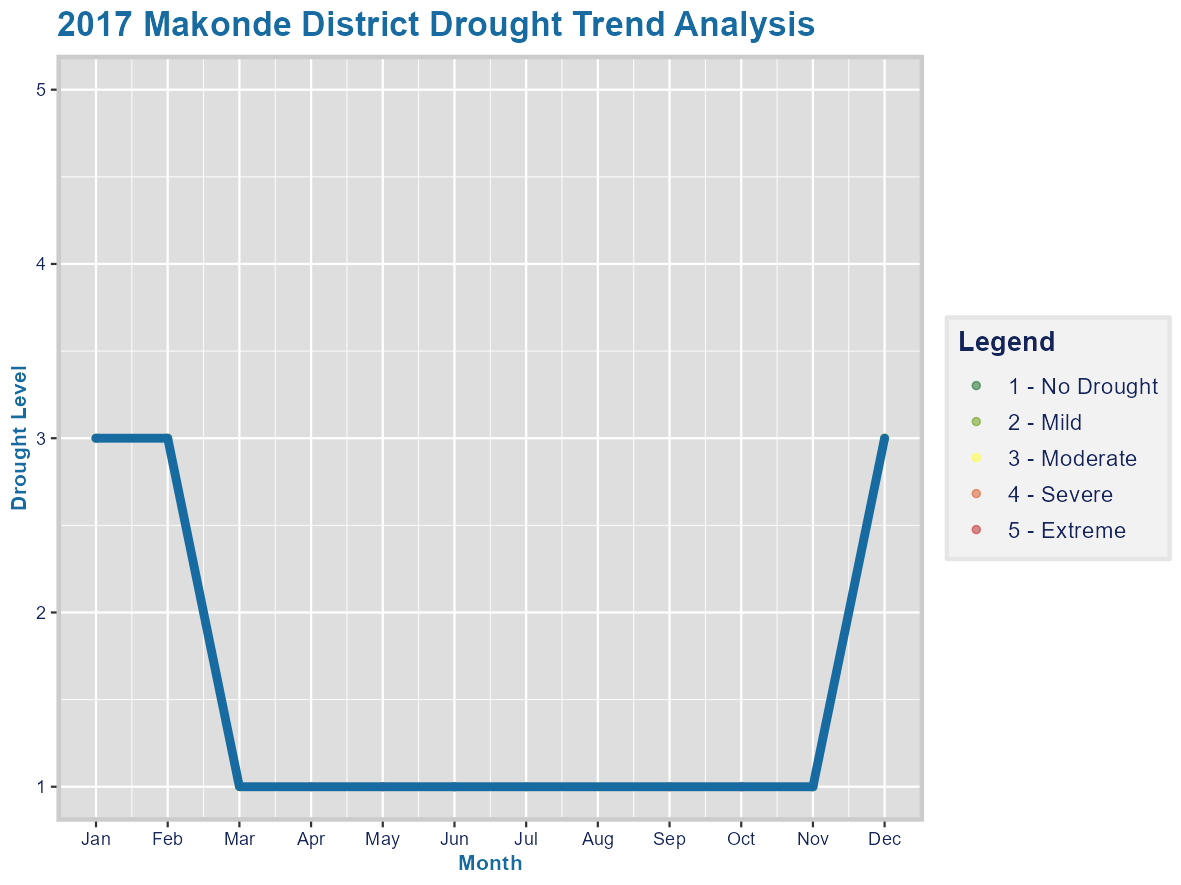 2017 Makonde District Drought Trend Analysis
5
4
3
2
1
Drought Level
Jan Feb Mar Apr May Jun Jul Aug Sep Oct Nov Dec
Month
Legend
1 - No Drought
2 - Mild
3 - Moderate
4 - Severe
5 - Extreme